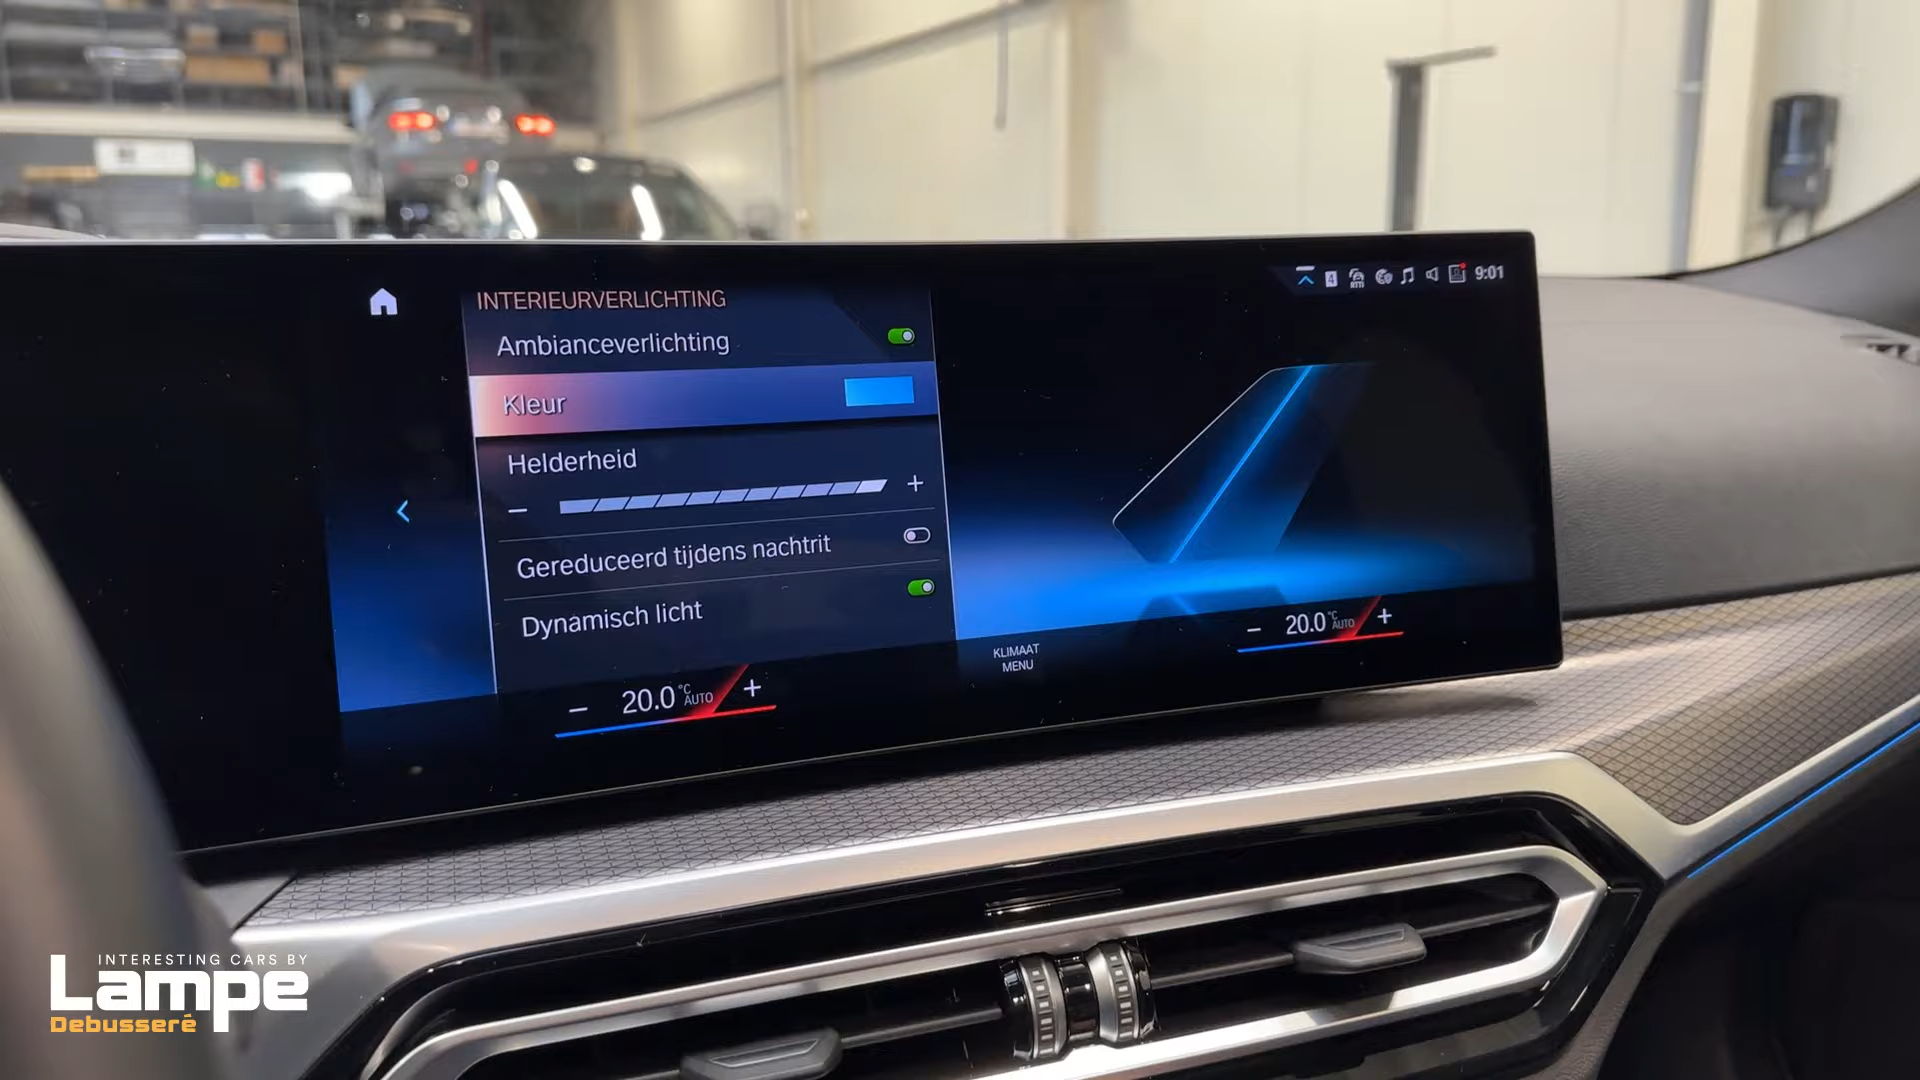 INTERIEURVERLICHTING
Ambianceverlichting
Kleur
Helderheid
− +
Gereduceerd tijdens nachtrit
Dynamisch licht
4 9:01
− 20.0 °C AUTO +
KLIMAAT
MENU
− 20.0 °C AUTO +
INTERESTING CARS BY
Lampe
Debusseré